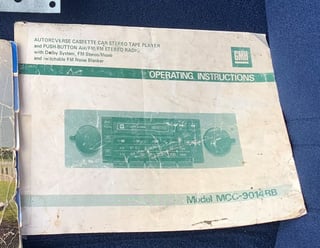 AUTOREVERSE CASSETTE CAR STEREO TAPE PLAYER
and PUSH-BUTTON AM/FM/FM STEREO RADIO
with Dolby System, FM Stereo/Mono
and switchable FM Noise Blanker
GMH
OPERATING INSTRUCTIONS
Model MCC-9014RB